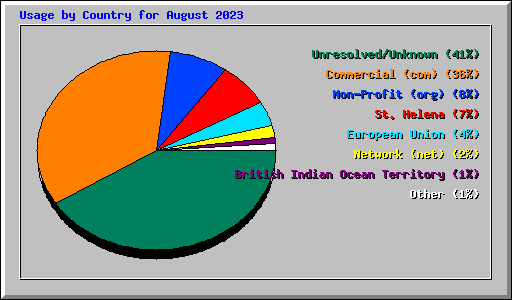 Usage by Country for August 2023
Unresolved/Unknown (41%)
Commercial (com) (36%)
Non-Profit (org) (8%)
St. Helena (7%)
European Union (4%)
Network (net) (2%)
British Indian Ocean Territory (1%)
Other (1%)